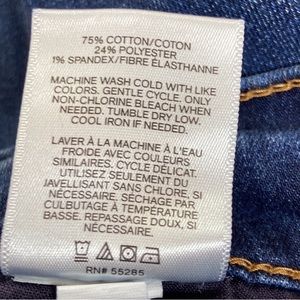 75% COTTON/COTON
24% POLYESTER
1% SPANDEX/FIBRE ÉLASTHANNE
MACHINE WASH COLD WITH LIKE
COLORS. GENTLE CYCLE. ONLY
NON-CHLORINE BLEACH WHEN
NEEDED. TUMBLE DRY LOW.
COOL IRON IF NEEDED.
LAVER À LA MACHINE À L'EAU
FROIDE AVEC COULEURS
SIMILAIRES. CYCLE DÉLICAT.
UTILISEZ SEULEMENT DU
JAVELLISANT SANS CHLORE, SI
NÉCESSAIRE. SÉCHAGE PAR
CULBUTAGE À TEMPÉRATURE
BASSE. REPASSAGE DOUX, SI
NÉCESSAIRE.
RN# 55285